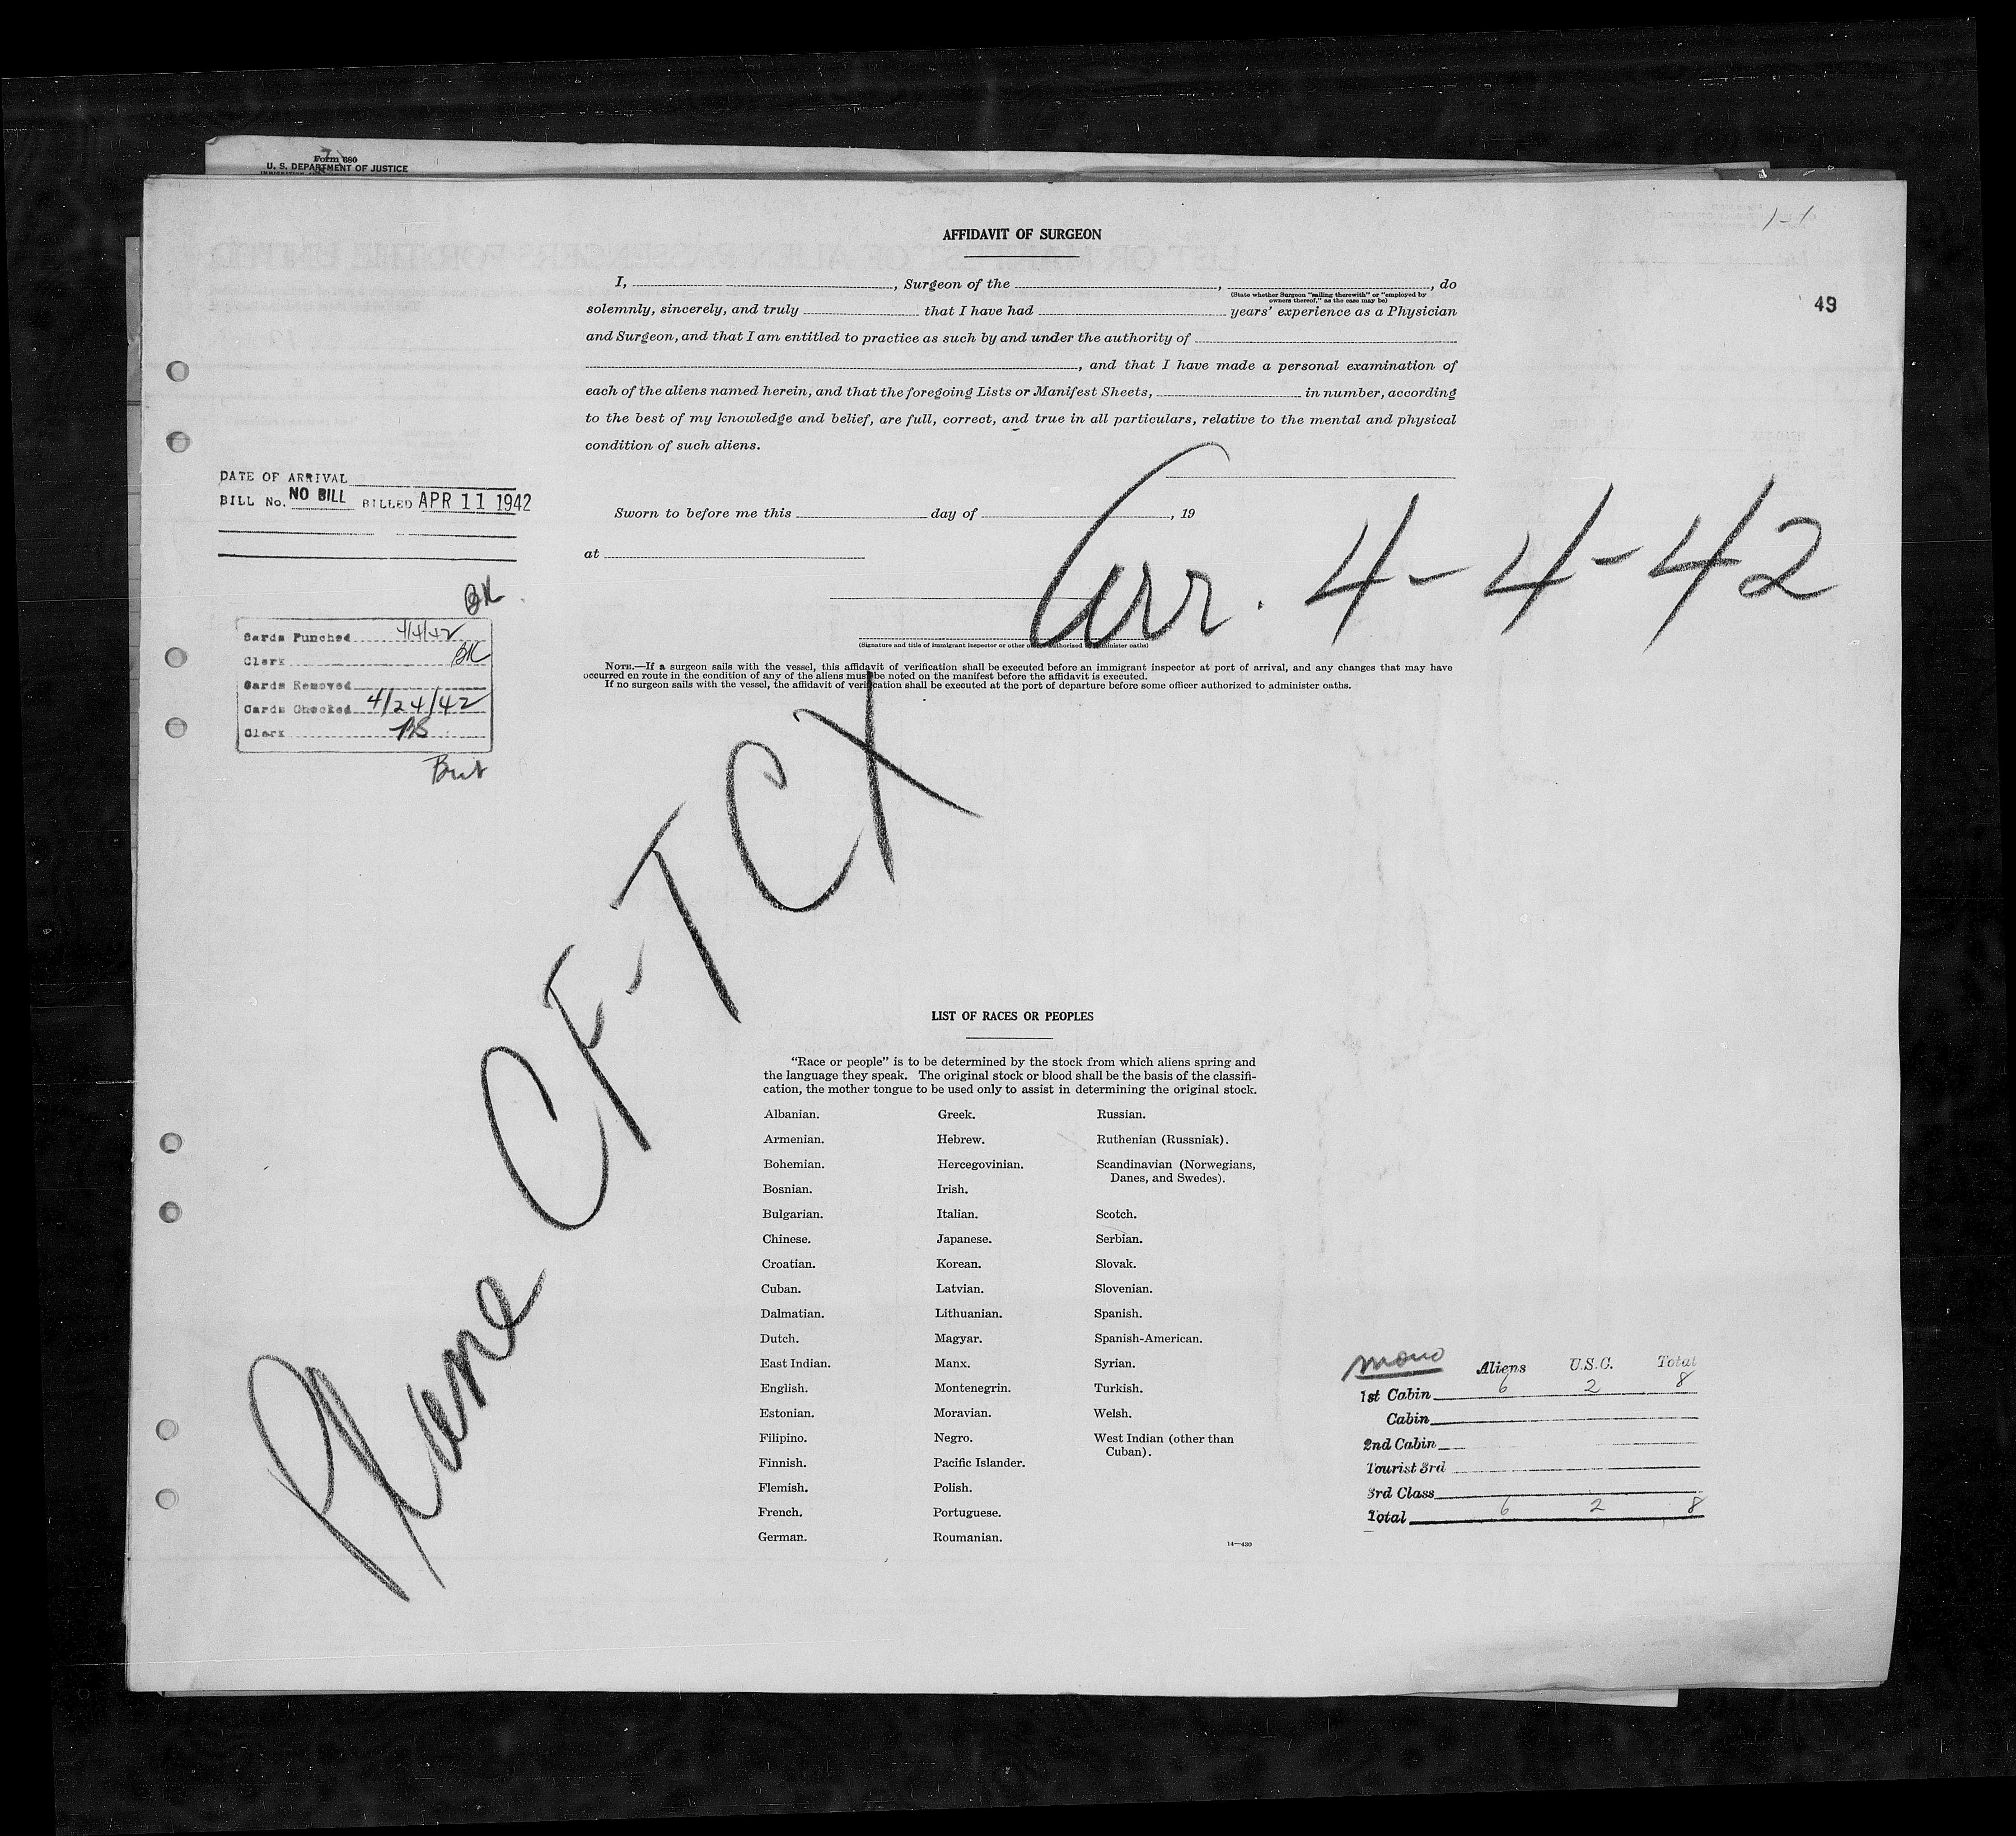 Form 680
U. S. DEPARTMENT OF JUSTICE
1-1
49
AFFIDAVIT OF SURGEON
I, , Surgeon of the , , do
(State whether Surgeon "sailing therewith" or "employed by
owners thereof," as the case may be)
solemnly, sincerely, and truly that I have had years' experience as a Physician
and Surgeon, and that I am entitled to practice as such by and under the authority of
, and that I have made a personal examination of
each of the aliens named herein, and that the foregoing Lists or Manifest Sheets, in number, according
to the best of my knowledge and belief, are full, correct, and true in all particulars, relative to the mental and physical
condition of such aliens.
DATE OF ARRIVAL
BILL No. NO BILL BILLED APR 11 1942
Sworn to before me this day of , 19
at
Arr. 4-4-42
(Signature and title of immigrant inspector or other officer authorized to administer oaths)
NOTE.—If a surgeon sails with the vessel, this affidavit of verification shall be executed before an immigrant inspector at port of arrival, and any changes that may have
occurred en route in the condition of any of the aliens must be noted on the manifest before the affidavit is executed.
If no surgeon sails with the vessel, the affidavit of verification shall be executed at the port of departure before some officer authorized to administer oaths.
BK
Cards Punched 4/4/42
Clerk BK
Cards Removed
Cards Checked 4/24/42
Clerk
Plane CF-TCX
LIST OF RACES OR PEOPLES
"Race or people" is to be determined by the stock from which aliens spring and
the language they speak. The original stock or blood shall be the basis of the classifi-
cation, the mother tongue to be used only to assist in determining the original stock.
Albanian.
Armenian.
Bohemian.
Bosnian.
Bulgarian.
Chinese.
Croatian.
Cuban.
Dalmatian.
Dutch.
East Indian.
English.
Estonian.
Filipino.
Finnish.
Flemish.
French.
German.
Greek.
Hebrew.
Hercegovinian.
Irish.
Italian.
Japanese.
Korean.
Latvian.
Lithuanian.
Magyar.
Manx.
Montenegrin.
Moravian.
Negro.
Pacific Islander.
Polish.
Portuguese.
Roumanian.
Russian.
Ruthenian (Russniak).
Scandinavian (Norwegians,
Danes, and Swedes).
Scotch.
Serbian.
Slovak.
Slovenian.
Spanish.
Spanish-American.
Syrian.
Turkish.
Welsh.
West Indian (other than
Cuban).
14—430
mono Aliens U.S.C. Total
1st Cabin 6 2 8
Cabin
2nd Cabin
Tourist 3rd
3rd Class
Total 6 2 8